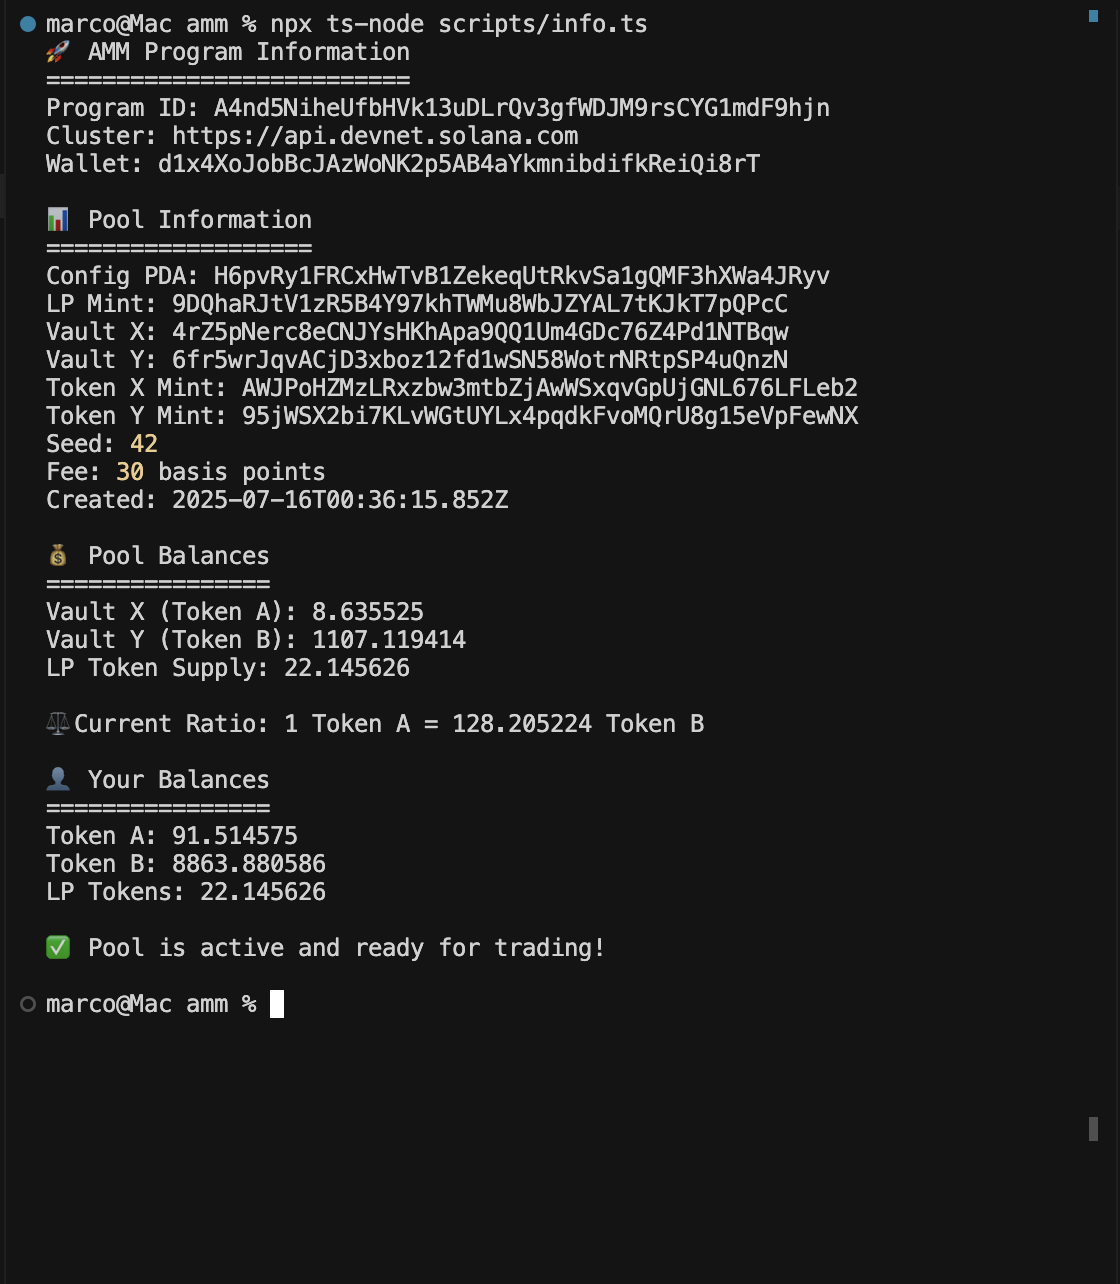 marco@Mac amm % npx ts-node scripts/info.ts
🚀 AMM Program Information
==========================
Program ID: A4nd5NiheUfbHVk13uDLrQv3gfWDJM9rsCYG1mdF9hjn
Cluster: https://api.devnet.solana.com
Wallet: d1x4XoJobBcJAzWoNK2p5AB4aYkmnibdifkReiQi8rT
📊 Pool Information
===================
Config PDA: H6pvRy1FRCxHwTvB1ZekeqUtRkvSa1gQMF3hXWa4JRyv
LP Mint: 9DQhaRJtV1zR5B4Y97khTWMu8WbJZYAL7tKJkT7pQPcC
Vault X: 4rZ5pNerc8eCNJYsHKhApa9QQ1Um4GDc76Z4Pd1NTBqw
Vault Y: 6fr5wrJqvACjD3xboz12fd1wSN58WotrNRtpSP4uQnzN
Token X Mint: AWJPoHZMzLRxzbw3mtbZjAwWSxqvGpUjGNL676LFLeb2
Token Y Mint: 95jWSX2bi7KLvWGtUYLx4pqdkFvoMQrU8g15eVpFewNX
Seed: 42
Fee: 30 basis points
Created: 2025-07-16T00:36:15.852Z
💰 Pool Balances
================
Vault X (Token A): 8.635525
Vault Y (Token B): 1107.119414
LP Token Supply: 22.145626
⚖️Current Ratio: 1 Token A = 128.205224 Token B
👤 Your Balances
================
Token A: 91.514575
Token B: 8863.880586
LP Tokens: 22.145626
✅ Pool is active and ready for trading!
marco@Mac amm %